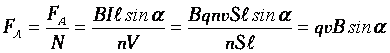 F_Л = F_A / N = BIℓ sin α / nV = BqnvSℓ sin α / nSℓ = qvB sin α